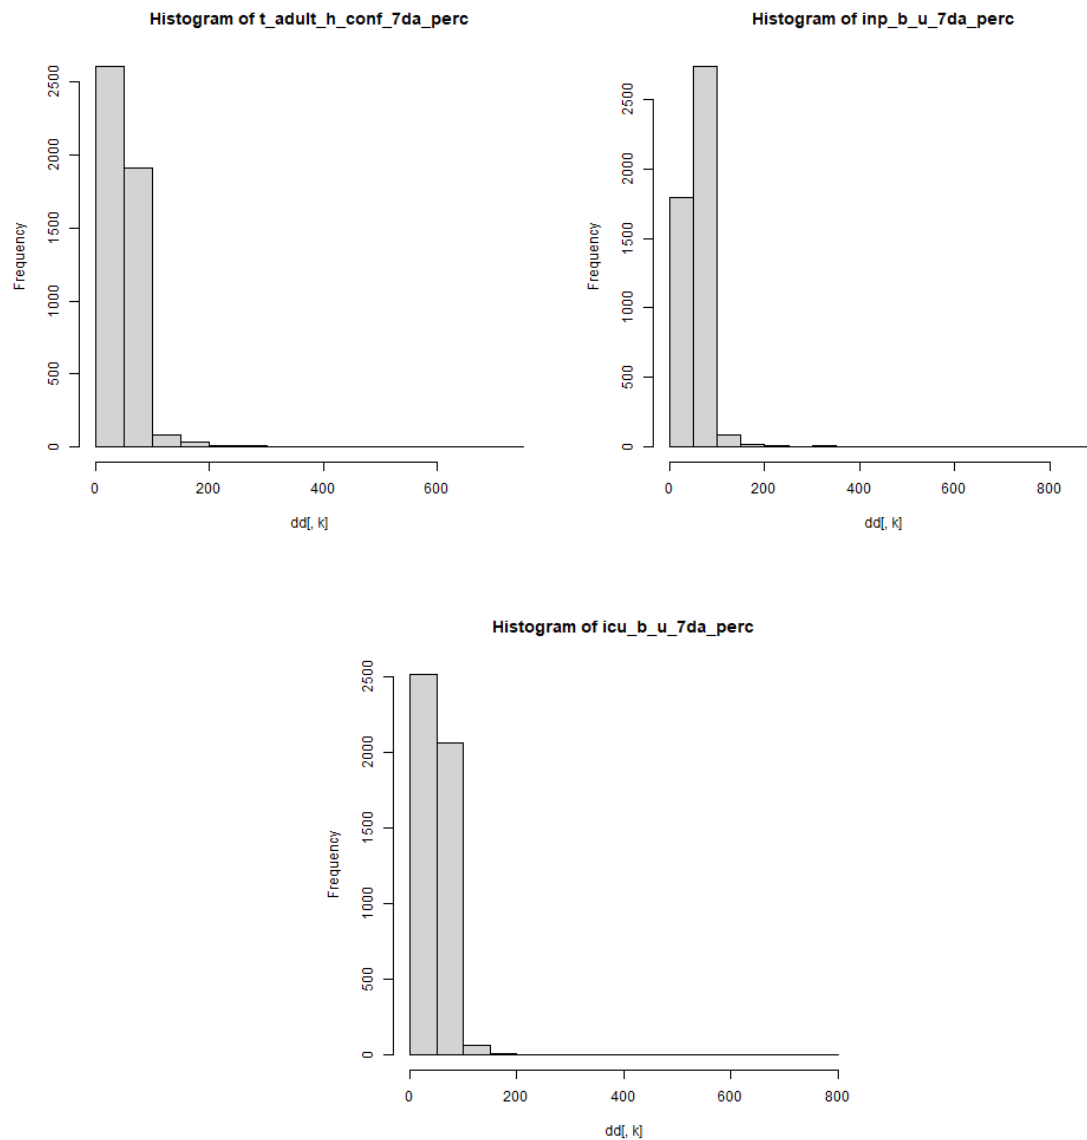 Histogram of t_adult_h_conf_7da_perc
Frequency
0
500
1000
1500
2000
2500
0 200 400 600
dd[, k]
Histogram of inp_b_u_7da_perc
Frequency
0
500
1000
1500
2000
2500
0 200 400 600 800
dd[, k]
Histogram of icu_b_u_7da_perc
Frequency
0
500
1000
1500
2000
2500
0 200 400 600 800
dd[, k]